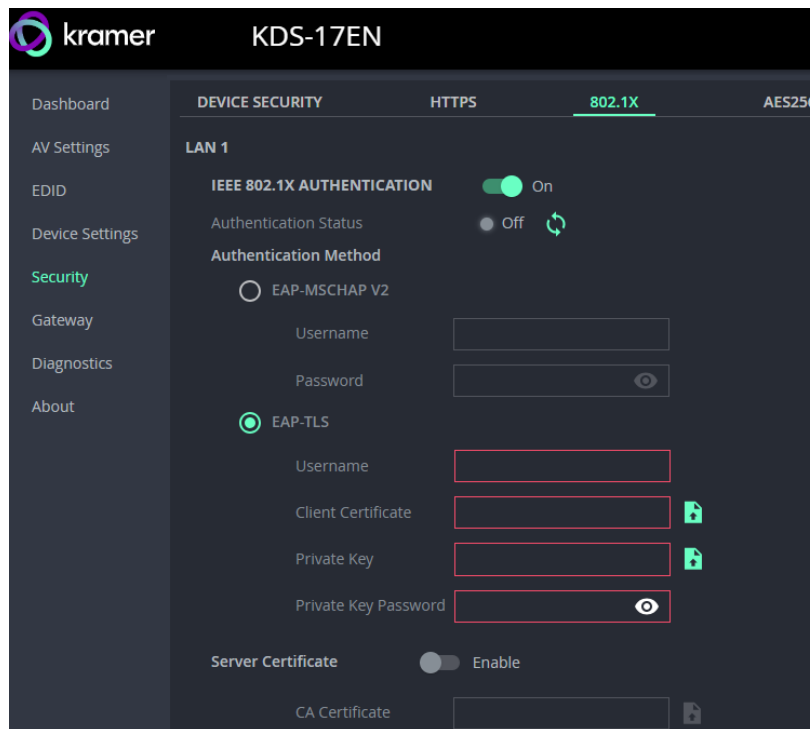 kramer KDS-17EN
Dashboard
AV Settings
EDID
Device Settings
Security
Gateway
Diagnostics
About
DEVICE SECURITY HTTPS 802.1X AES25
LAN 1
IEEE 802.1X AUTHENTICATION On
Authentication Status Off
Authentication Method
EAP-MSCHAP V2
Username
Password
EAP-TLS
Username
Client Certificate
Private Key
Private Key Password
Server Certificate Enable
CA Certificate